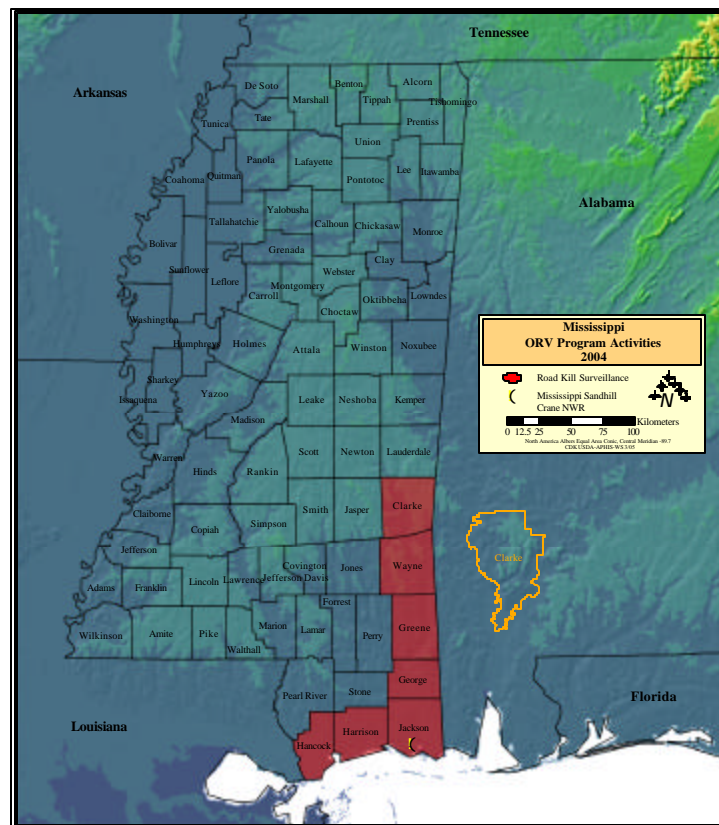 Tennessee
Arkansas
Alabama
Louisiana
Florida
De Soto
Marshall
Benton
Tippah
Alcorn
Tishomingo
Tate
Prentiss
Tunica
Union
Panola
Lafayette
Lee
Itawamba
Coahoma
Quitman
Pontotoc
Yalobusha
Tallahatchie
Calhoun
Chickasaw
Monroe
Bolivar
Grenada
Clay
Sunflower
Leflore
Webster
Montgomery
Carroll
Oktibbeha
Lowndes
Choctaw
Washington
Humphreys
Holmes
Attala
Winston
Noxubee
Sharkey
Issaquena
Yazoo
Leake
Neshoba
Kemper
Madison
Warren
Scott
Newton
Lauderdale
Hinds
Rankin
Claiborne
Copiah
Simpson
Smith
Jasper
Clarke
Jefferson
Covington
Jones
Wayne
Adams
Franklin
Lincoln
Lawrence
Jefferson Davis
Forrest
Wilkinson
Amite
Pike
Walthall
Marion
Lamar
Perry
Greene
Pearl River
Stone
George
Hancock
Harrison
Jackson
Clarke
Mississippi
ORV Program Activities
2004
Road Kill Surveillance
Mississippi Sandhill
Crane NWR
N
0 12.5 25 50 75 100 Kilometers
North America Albers Equal Area Conic, Central Meridian -89.7
CDK USDA-APHIS-WS 3/05